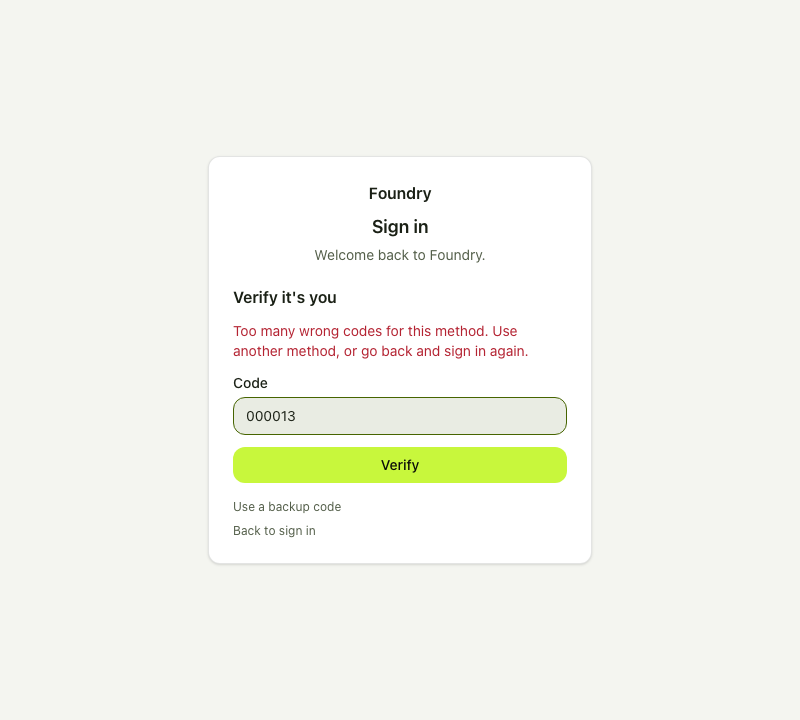 Foundry
Sign in
Welcome back to Foundry.
Verify it's you
Too many wrong codes for this method. Use
another method, or go back and sign in again.
Code
000013
Verify
Use a backup code
Back to sign in